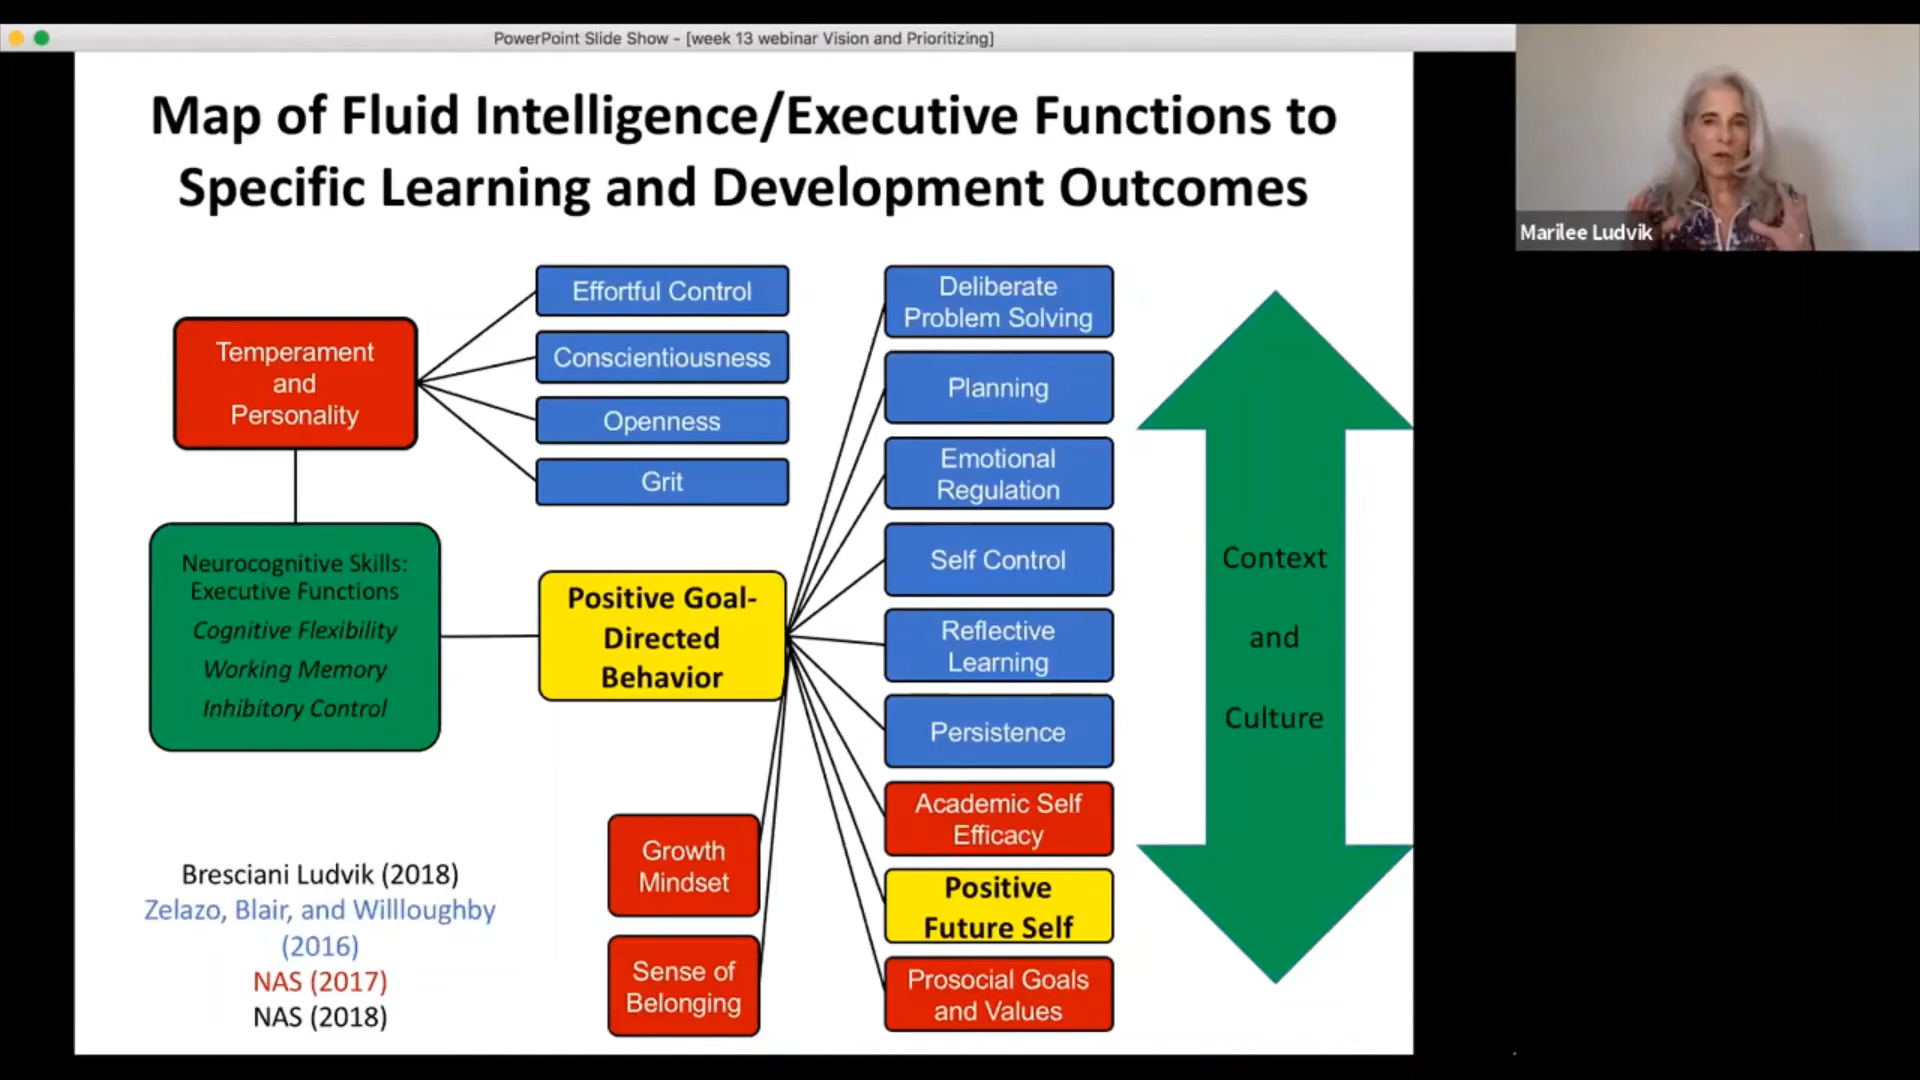 PowerPoint Slide Show - [week 13 webinar Vision and Prioritizing]
Map of Fluid Intelligence/Executive Functions to
Specific Learning and Development Outcomes
Marilee Ludvik
Temperament
and
Personality
Effortful Control
Conscientiousness
Openness
Grit
Neurocognitive Skills:
Executive Functions
Cognitive Flexibility
Working Memory
Inhibitory Control
Positive Goal-
Directed
Behavior
Growth
Mindset
Sense of
Belonging
Deliberate
Problem Solving
Planning
Emotional
Regulation
Self Control
Reflective
Learning
Persistence
Academic Self
Efficacy
Positive
Future Self
Prosocial Goals
and Values
Context
and
Culture
Bresciani Ludvik (2018)
Zelazo, Blair, and Willloughby
(2016)
NAS (2017)
NAS (2018)